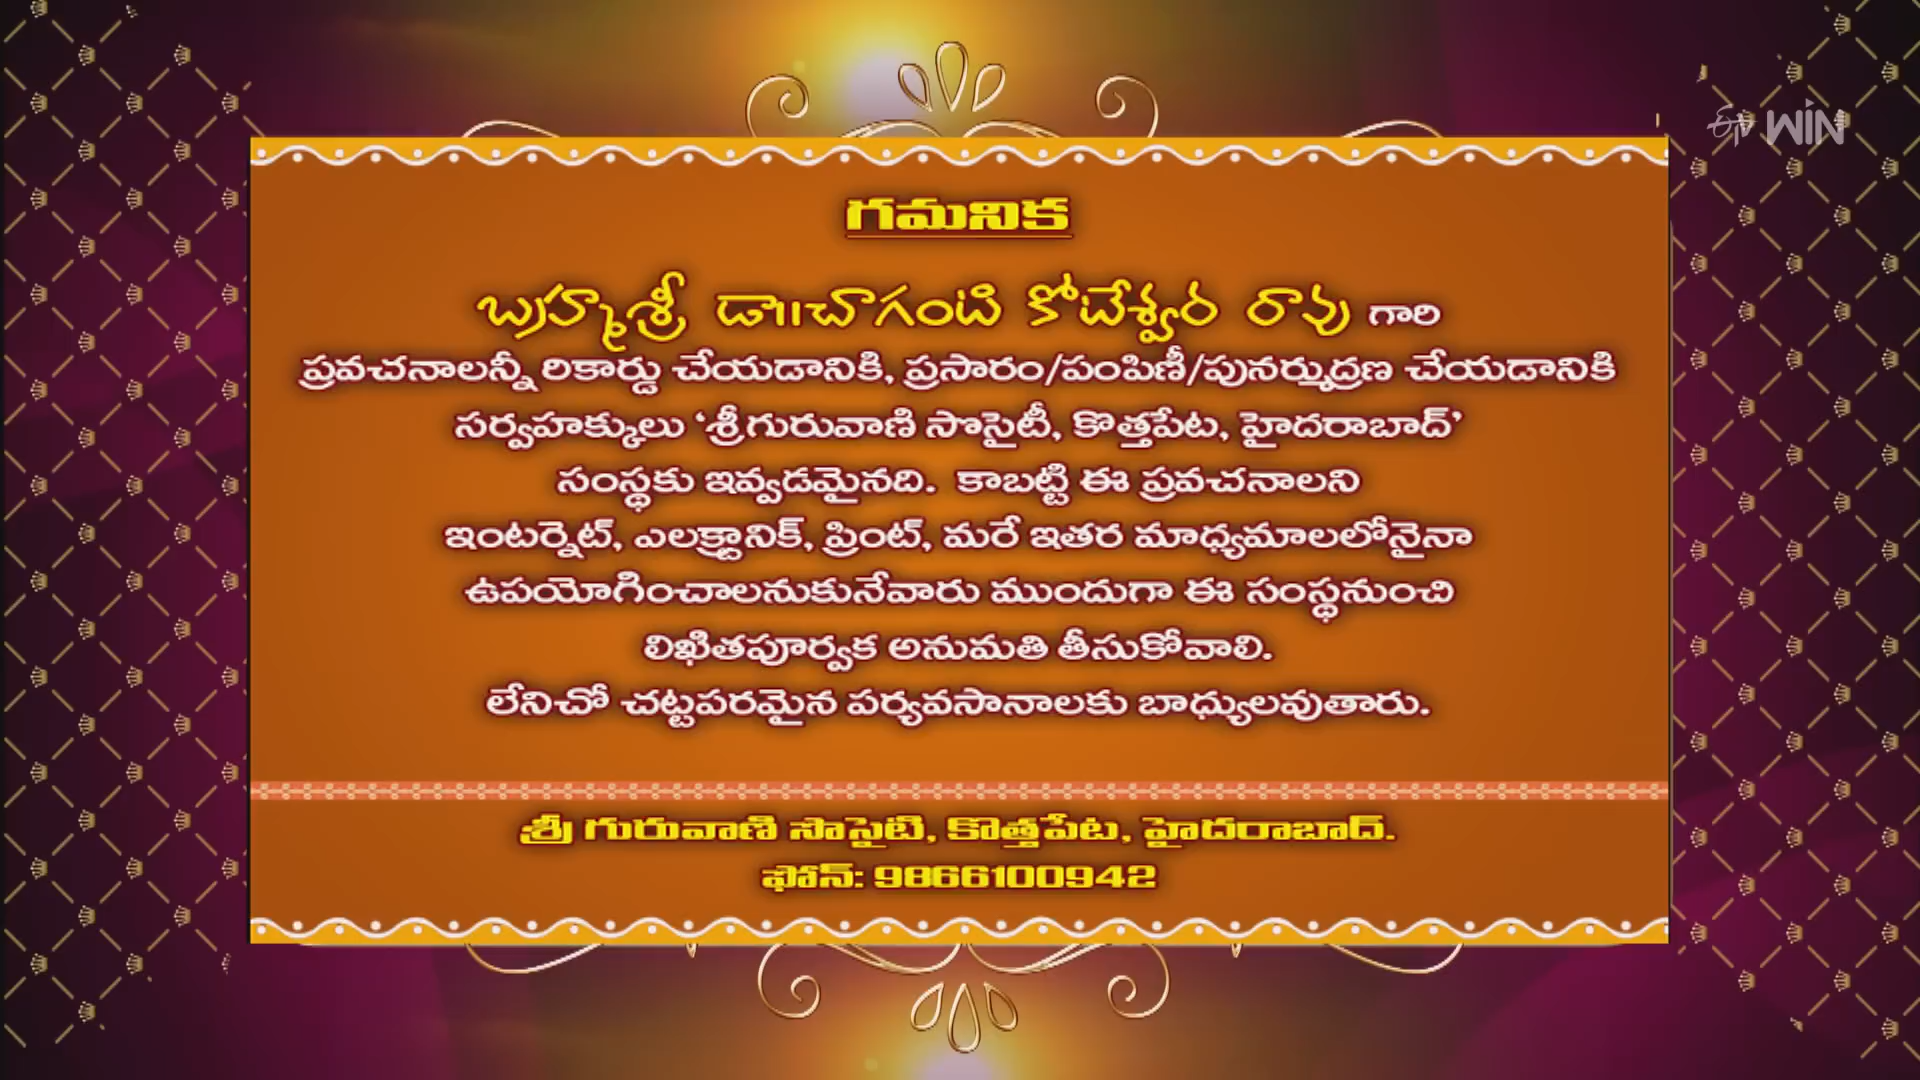 ఈటీవీ WIN
గమనిక
బ్రహ్మశ్రీ డా॥చాగంటి కోటేశ్వర రావు గారి
ప్రవచనాలన్నీ రికార్డు చేయడానికి, ప్రసారం/పంపిణీ/పునర్ముద్రణ చేయడానికి
సర్వహక్కులు ‘శ్రీగురువాణి సొసైటీ, కొత్తపేట, హైదరాబాద్’
సంస్థకు ఇవ్వడమైనది. కాబట్టి ఈ ప్రవచనాలని
ఇంటర్నెట్, ఎలక్ట్రానిక్, ప్రింట్, మరే ఇతర మాధ్యమాలలోనైనా
ఉపయోగించాలనుకునేవారు ముందుగా ఈ సంస్థనుంచి
లిఖితపూర్వక అనుమతి తీసుకోవాలి.
లేనిచో చట్టపరమైన పర్యవసానాలకు బాధ్యులవుతారు.
శ్రీ గురువాణి సొసైటి, కొత్తపేట, హైదరాబాద్.
ఫోన్: 9866100942